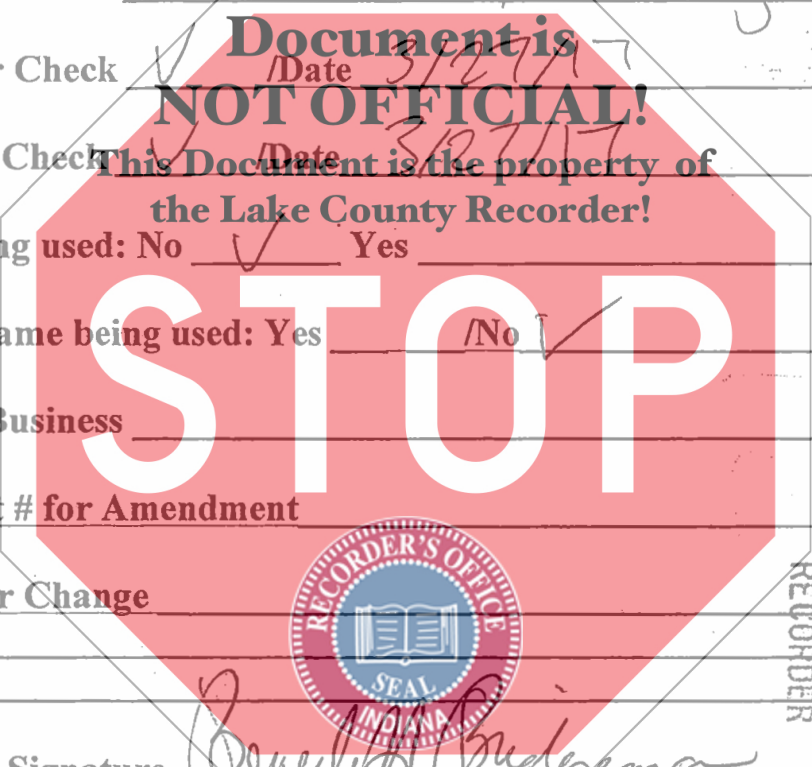 Document is
r Check /Date 3/27/17
NOT OFFICIAL!
Check /Date 3/27/17
This Document is the property of
the Lake County Recorder!
ng used: No Yes
STOP
ame being used: Yes /No
Business
t # for Amendment
RECORDER'S OFFICE
r Change
RECORDER
SEAL
INDIANA
Signature